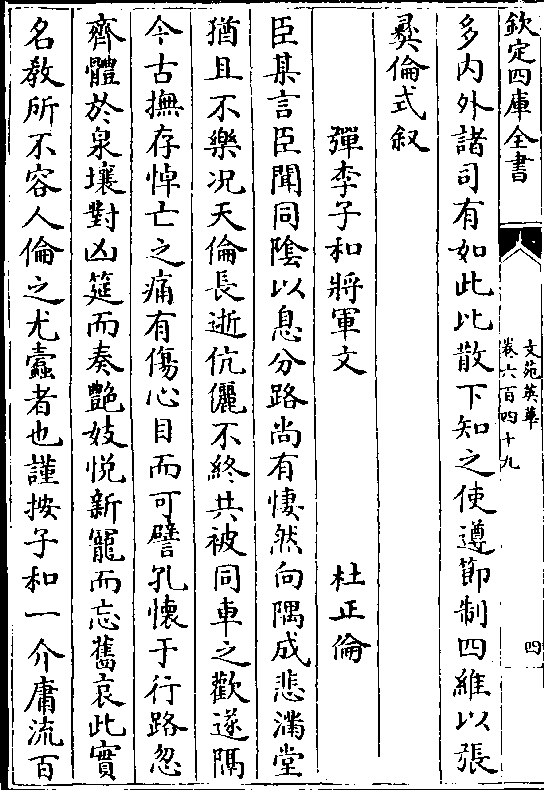 欽定四庫全書
文苑英華
卷六百四十九
四
多内外諸司有如此比散下知之使遵節制四維以張
彛倫式叙
彈李子和將軍文 杜正倫
臣某言臣聞同陰以息分路尚有悽然向隅成悲滿堂
猶且不樂况天倫長逝伉儷不終共被同車之歡遂隔
今古撫存悼亡之痛有傷心目而可譬孔懷于行路忽
齊體於泉壤對凶筵而奏艶妓悦新寵而忘舊哀此實
名教所不容人倫之尤蠧者也謹按子和一介庸流百